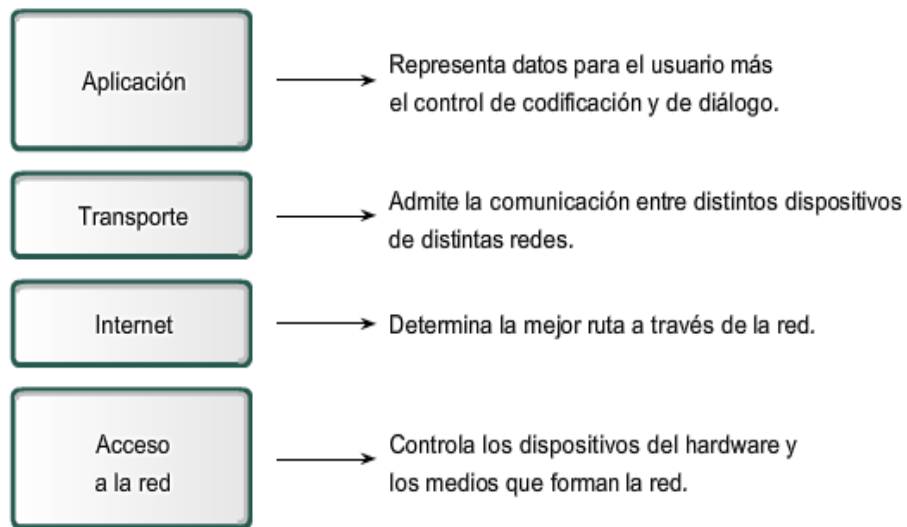 Aplicación
Representa datos para el usuario más
el control de codificación y de diálogo.
Transporte
Admite la comunicación entre distintos dispositivos
de distintas redes.
Internet
Determina la mejor ruta a través de la red.
Acceso
a la red
Controla los dispositivos del hardware y
los medios que forman la red.